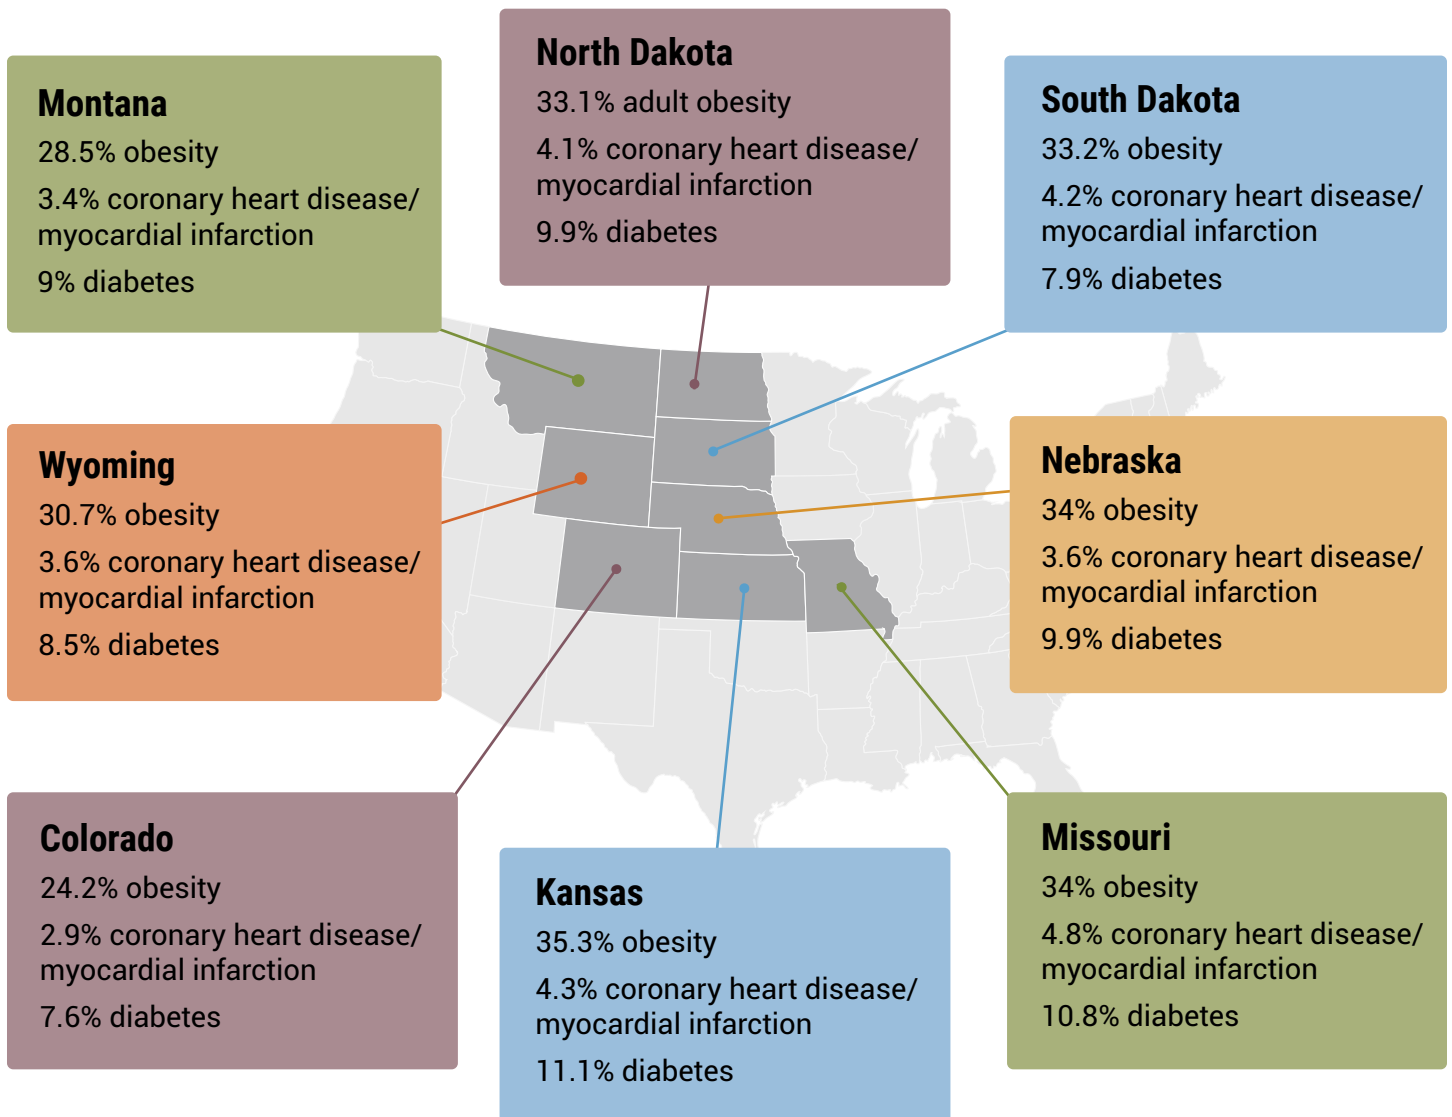 North Dakota
33.1% adult obesity
4.1% coronary heart disease/
myocardial infarction
9.9% diabetes
Montana
28.5% obesity
3.4% coronary heart disease/
myocardial infarction
9% diabetes
South Dakota
33.2% obesity
4.2% coronary heart disease/
myocardial infarction
7.9% diabetes
Wyoming
30.7% obesity
3.6% coronary heart disease/
myocardial infarction
8.5% diabetes
Nebraska
34% obesity
3.6% coronary heart disease/
myocardial infarction
9.9% diabetes
Colorado
24.2% obesity
2.9% coronary heart disease/
myocardial infarction
7.6% diabetes
Kansas
35.3% obesity
4.3% coronary heart disease/
myocardial infarction
11.1% diabetes
Missouri
34% obesity
4.8% coronary heart disease/
myocardial infarction
10.8% diabetes